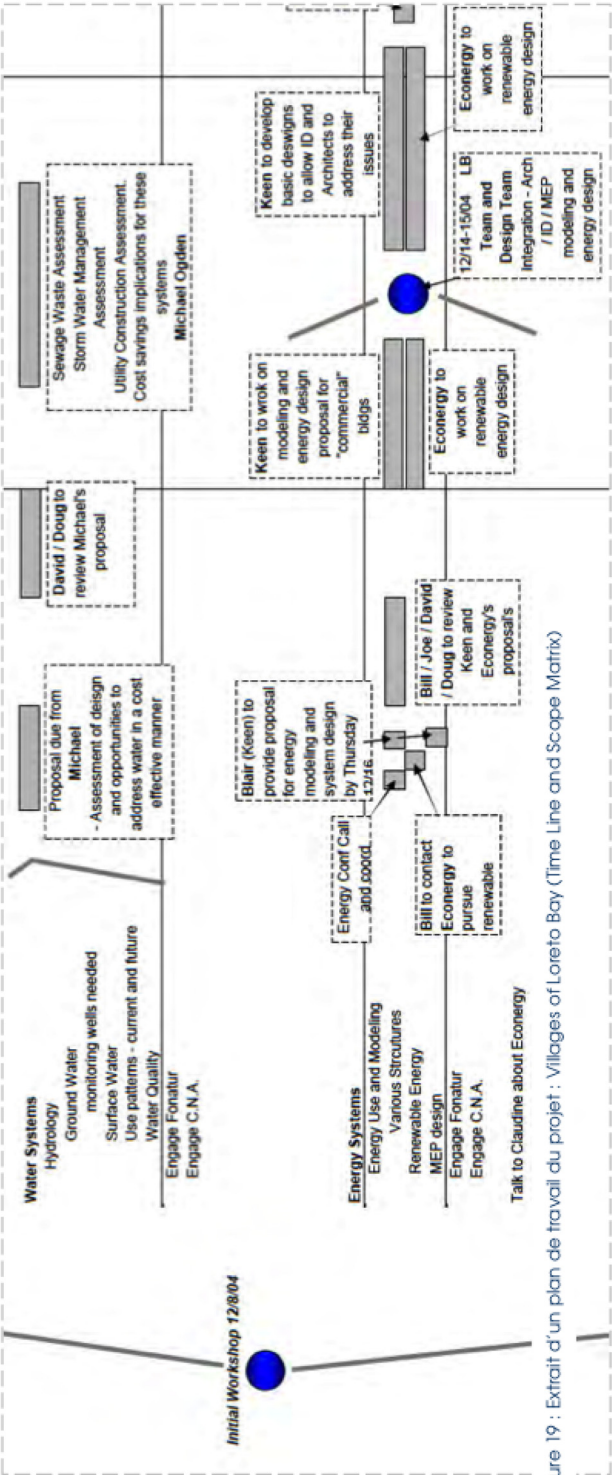 Initial Workshop 12/8/04
Water Systems
Hydrology
Ground Water
monitoring wells needed
Surface Water
Use patterns - current and future
Water Quality
Engage Fonatur
Engage C.N.A.
Proposal due from
Michael
- Assessment of deisgn
and opportunities to
address water in a cost
effective manner
David / Doug to
review Michael's
proposal
Sewage Waste Assessment
Storm Water Management
Assessment
Utility Construction Assessment.
Cost savings implications for these
systems
Michael Ogden
Energy Systems
Energy Use and Modeling
Various Strcutures
Renewable Energy
MEP design
Engage Fonatur
Engage C.N.A.
Talk to Claudine about Econergy
Energy Conf Call
and coord
Blair (Keen) to
provide proposal
for energy
modeling and
system design
by Thursday
12/16
Bill to contact
Econergy to
pursue
renewable
Bill / Joe / David
/ Doug to review
Keen and
Econergy's
proposal's
Keen to wrok on
modeling and
energy design
proposal for
"commercial"
bldgs
Econergy to
work on
renewable
energy design
Keen to develop
basic deswigns
to allow ID and
Architects to
address their
issues
12/14-15/04 LB
Team and
Design Team
Integration - Arch
/ ID / MEP
modeling and
energy design
Econergy to
work on
renewable
energy design
ure 19 : Extrait d'un plan de travail du projet : Villages of Loreto Bay (Time Line and Scope Matrix)